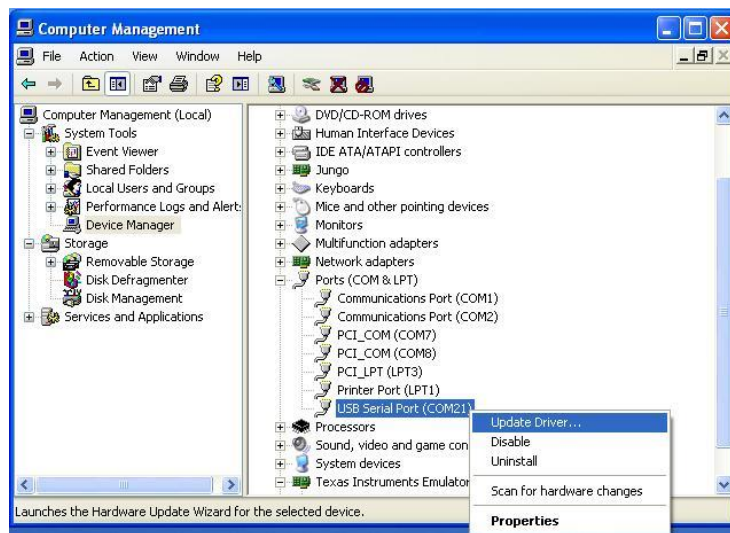 Computer Management
File Action View Window Help
Computer Management (Local)
System Tools
Event Viewer
Shared Folders
Local Users and Groups
Performance Logs and Alert:
Device Manager
Storage
Removable Storage
Disk Defragmenter
Disk Management
Services and Applications
DVD/CD-ROM drives
Human Interface Devices
IDE ATA/ATAPI controllers
Jungo
Keyboards
Mice and other pointing devices
Monitors
Multifunction adapters
Network adapters
Ports (COM & LPT)
Communications Port (COM1)
Communications Port (COM2)
PCI_COM (COM7)
PCI_COM (COM8)
PCI_LPT (LPT3)
Printer Port (LPT1)
USB Serial Port (COM21)
Processors
Sound, video and game con
System devices
Texas Instruments Emulator
Update Driver...
Disable
Uninstall
Scan for hardware changes
Properties
Launches the Hardware Update Wizard for the selected device.